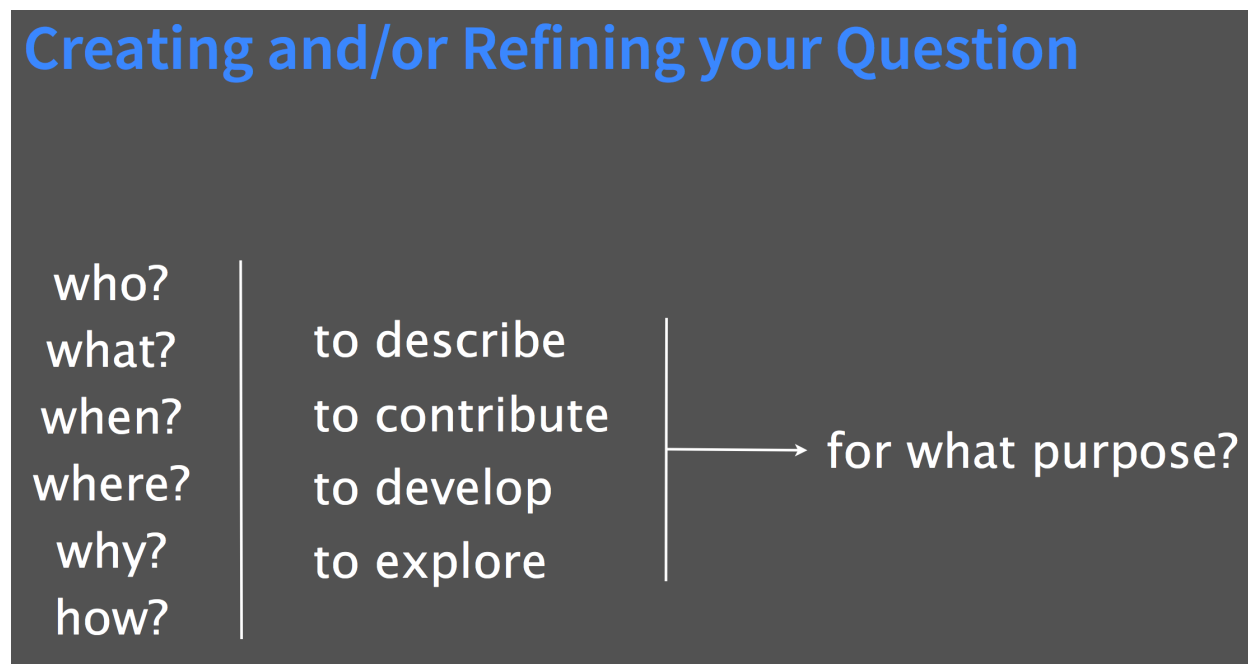 Creating and/or Refining your Question
who?
what?
when?
where?
why?
how?
to describe
to contribute
to develop
to explore
for what purpose?